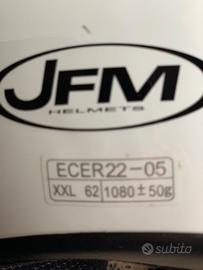 JFM
HELMETS
ECER22-05
XXL 62 1080±50g
subito